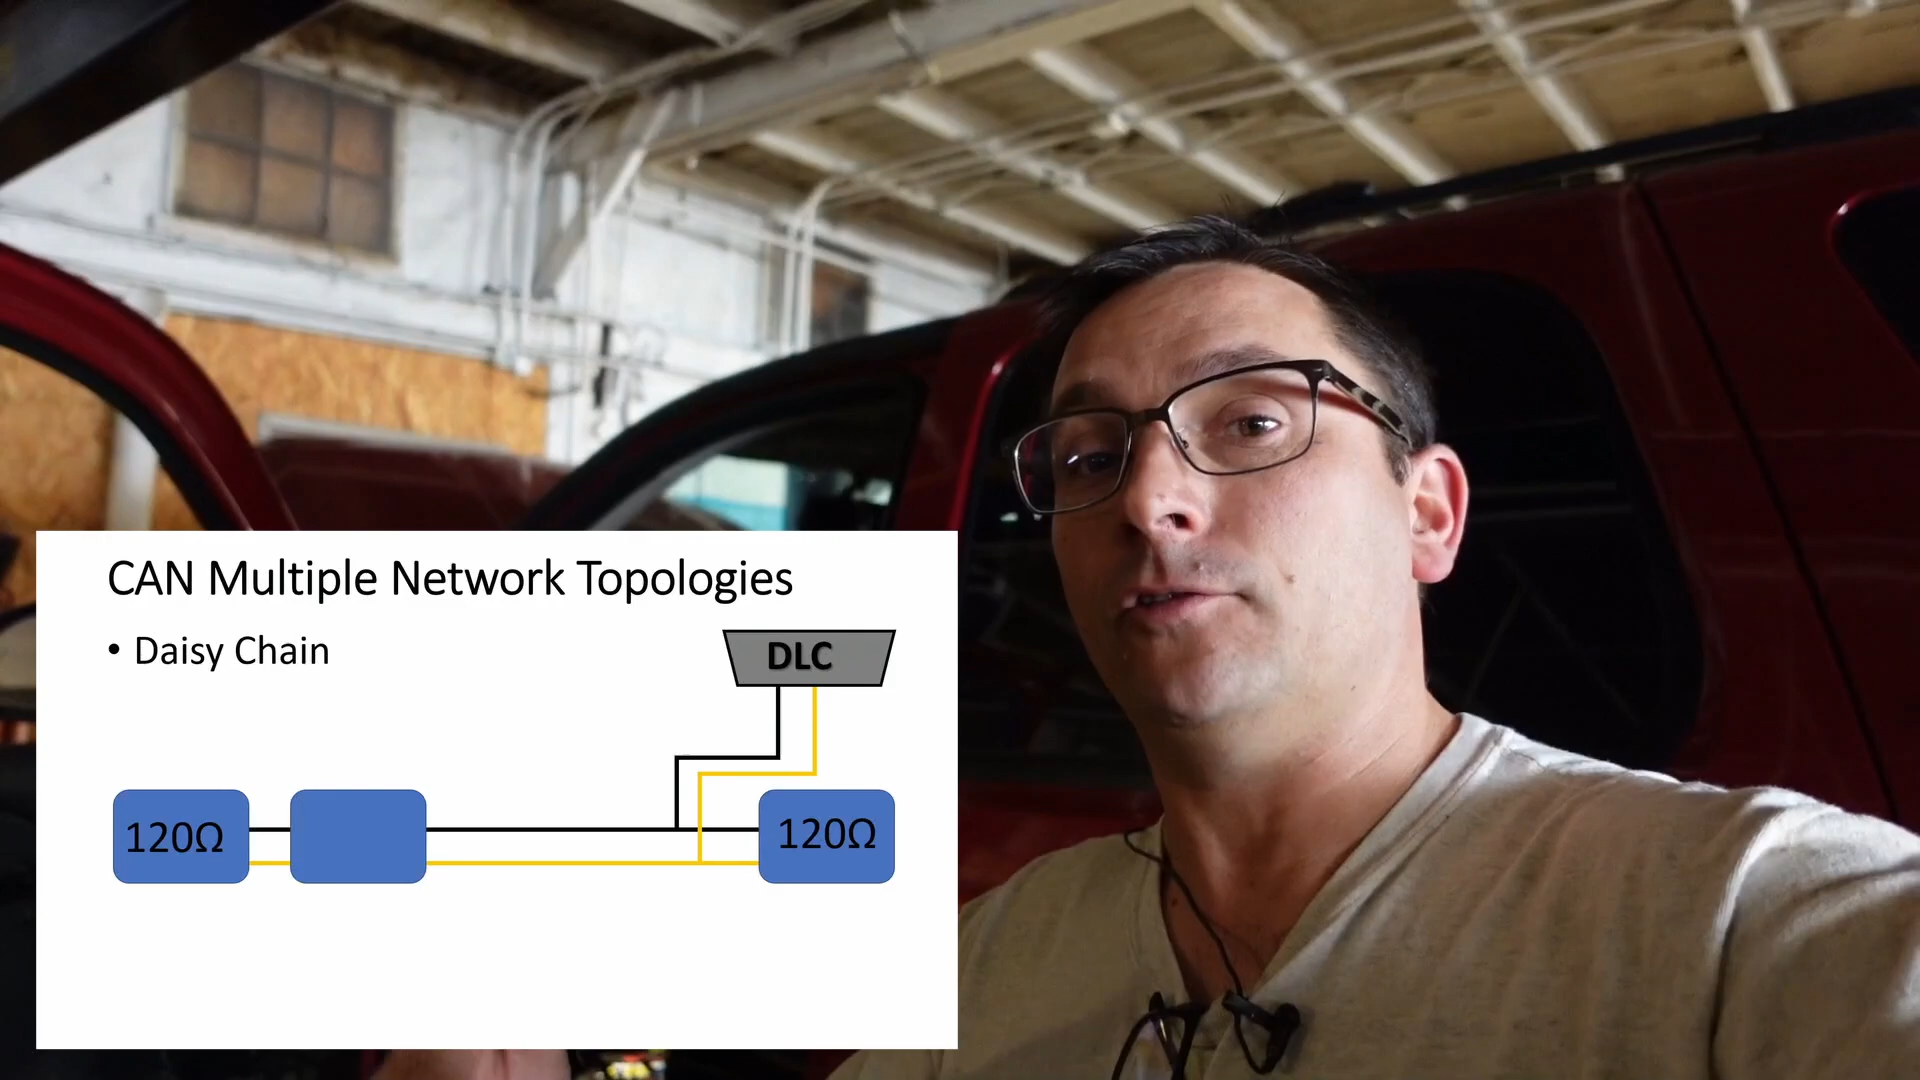 CAN Multiple Network Topologies
• Daisy Chain
DLC
120Ω
120Ω